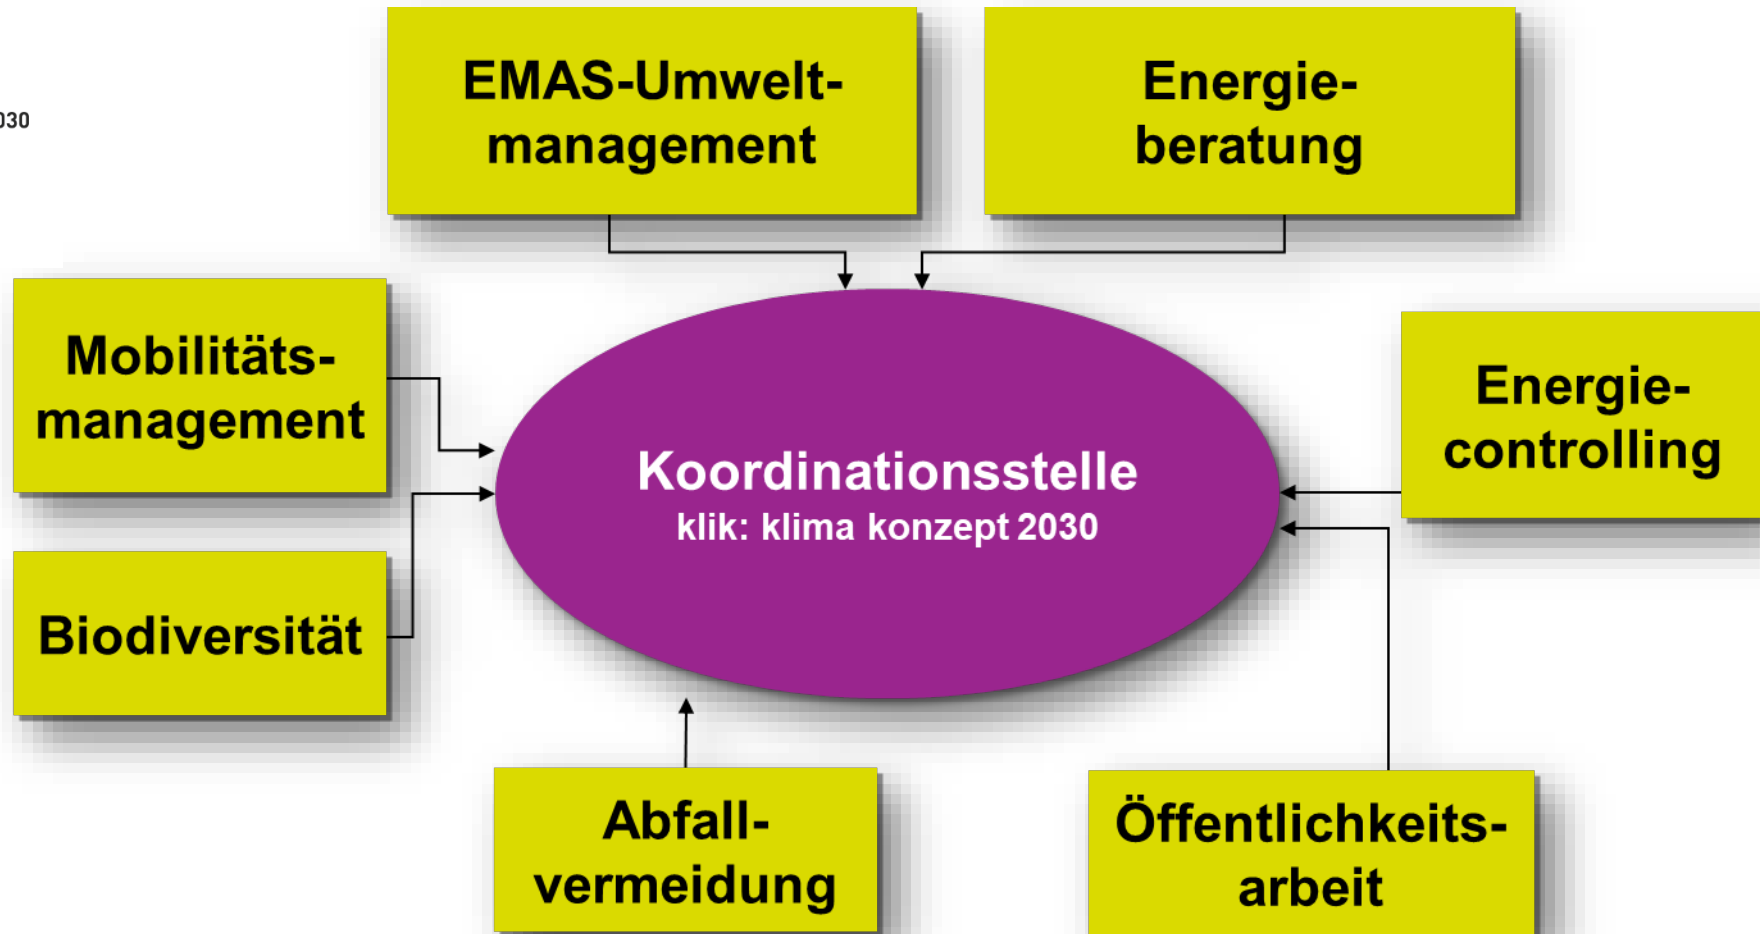 EMAS-Umwelt-
management
Energie-
beratung
Mobilitäts-
management
Energie-
controlling
Koordinationsstelle
klik: klima konzept 2030
Biodiversität
Abfall-
vermeidung
Öffentlichkeits-
arbeit